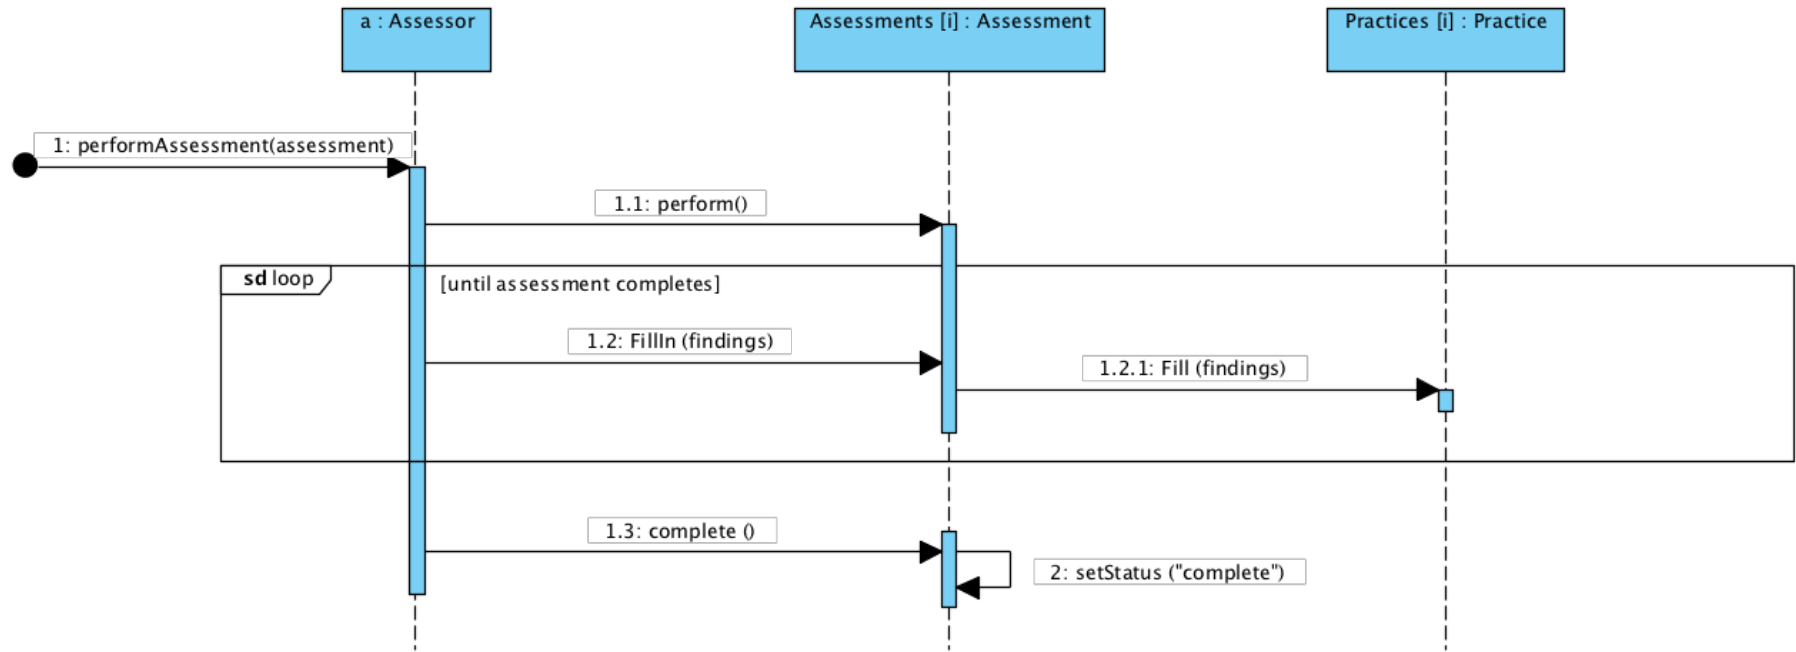 a : Assessor
Assessments [i] : Assessment
Practices [i] : Practice
1: performAssessment(assessment)
1.1: perform()
sd loop
[until assessment completes]
1.2: FillIn (findings)
1.2.1: Fill (findings)
1.3: complete ()
2: setStatus ("complete")